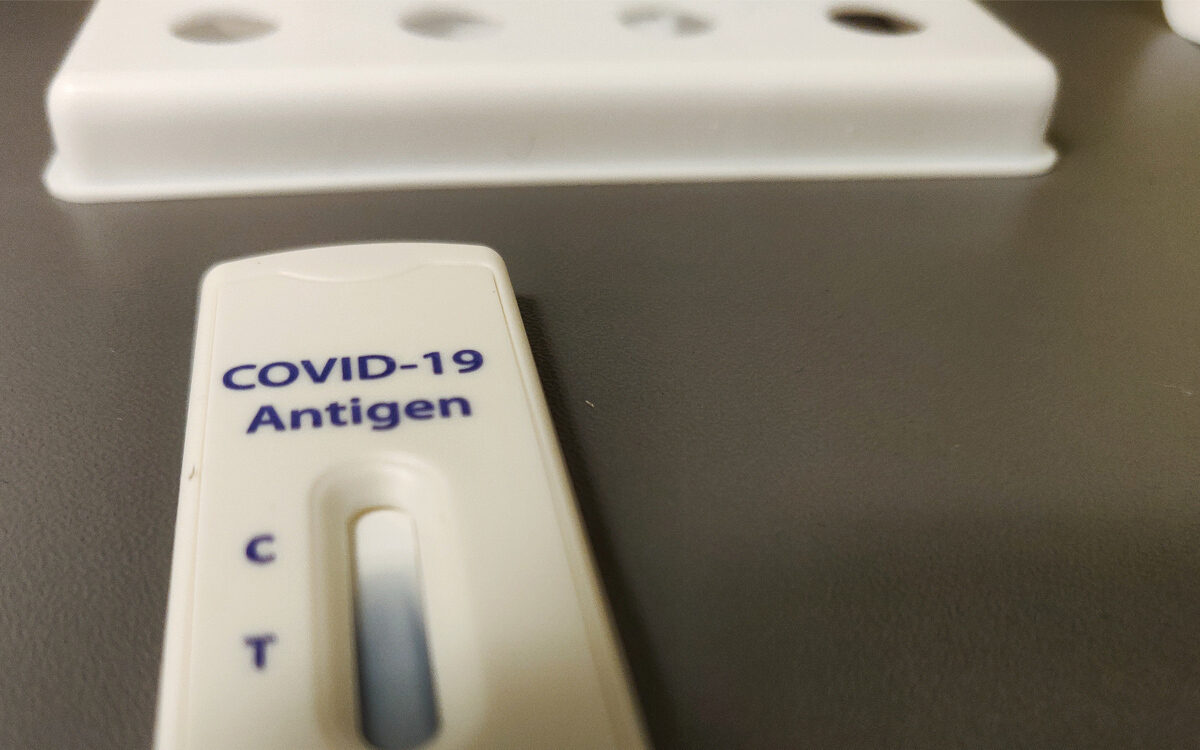 COVID-19
Antigen
C
T